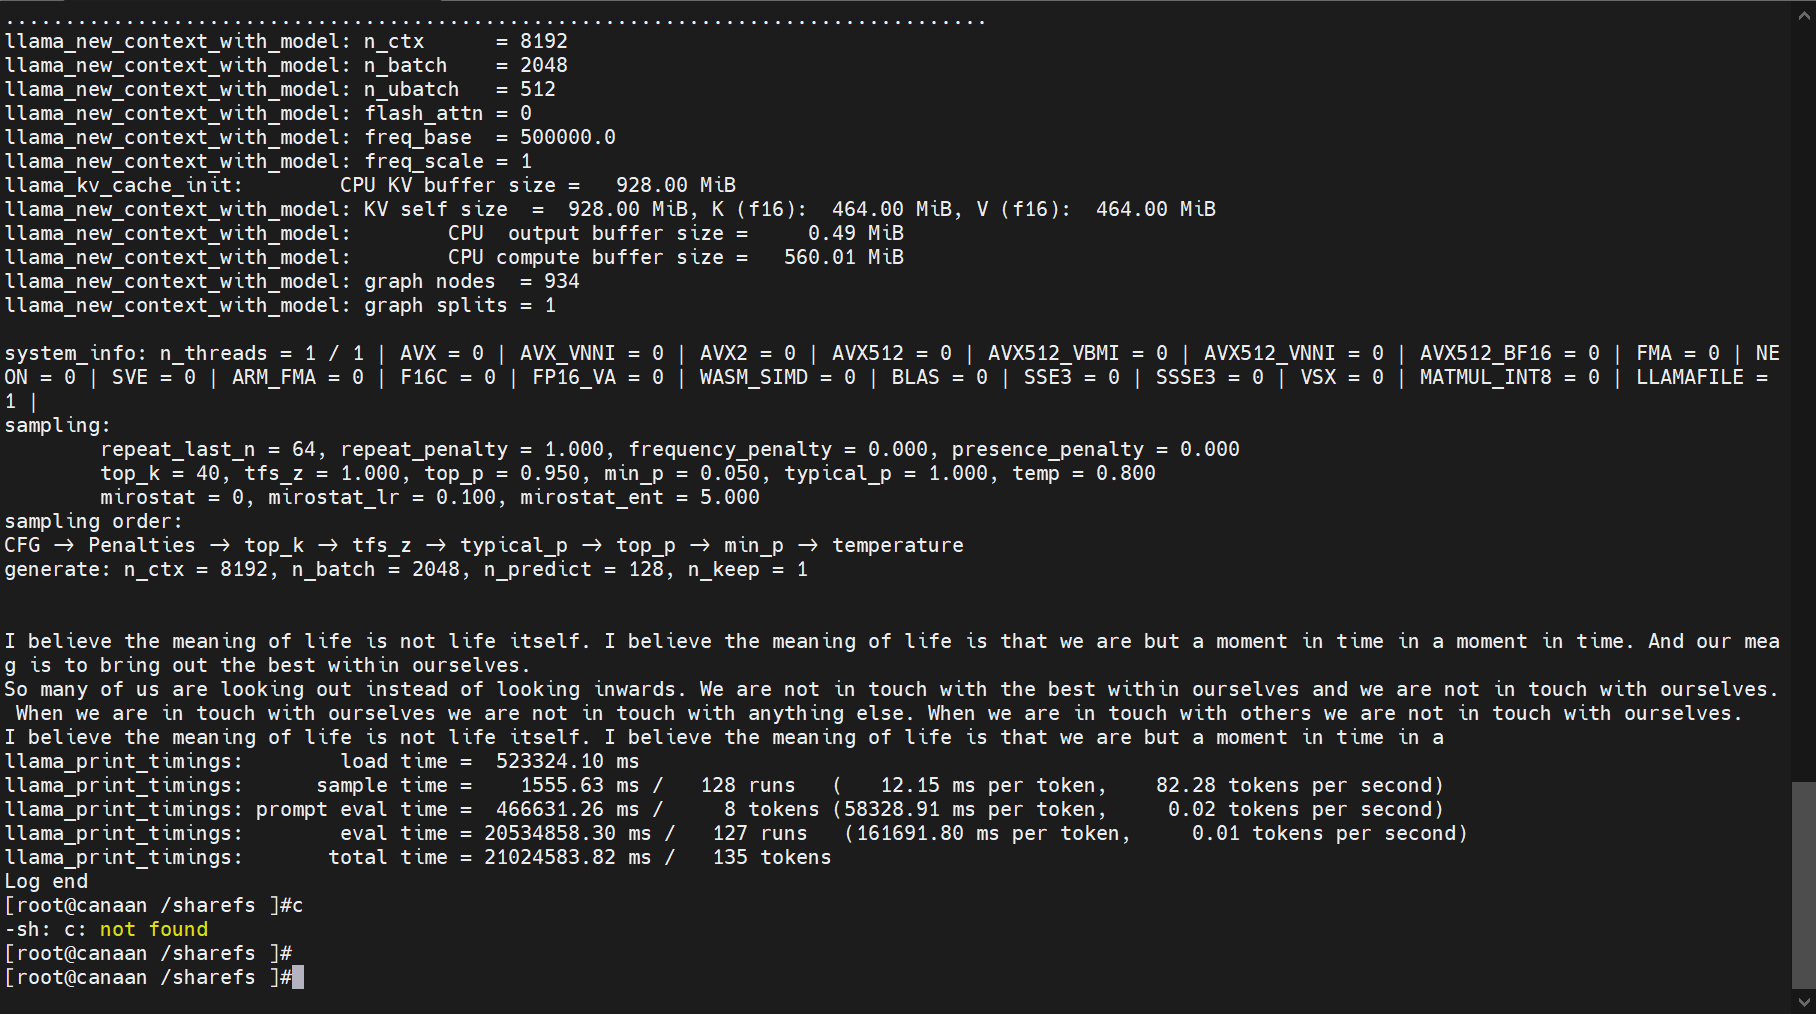 ..................................................................................
llama_new_context_with_model: n_ctx      = 8192
llama_new_context_with_model: n_batch    = 2048
llama_new_context_with_model: n_ubatch   = 512
llama_new_context_with_model: flash_attn = 0
llama_new_context_with_model: freq_base  = 500000.0
llama_new_context_with_model: freq_scale = 1
llama_kv_cache_init:        CPU KV buffer size =   928.00 MiB
llama_new_context_with_model: KV self size  =  928.00 MiB, K (f16):  464.00 MiB, V (f16):  464.00 MiB
llama_new_context_with_model:        CPU  output buffer size =     0.49 MiB
llama_new_context_with_model:        CPU compute buffer size =   560.01 MiB
llama_new_context_with_model: graph nodes  = 934
llama_new_context_with_model: graph splits = 1
system_info: n_threads = 1 / 1 | AVX = 0 | AVX_VNNI = 0 | AVX2 = 0 | AVX512 = 0 | AVX512_VBMI = 0 | AVX512_VNNI = 0 | AVX512_BF16 = 0 | FMA = 0 | NE
ON = 0 | SVE = 0 | ARM_FMA = 0 | F16C = 0 | FP16_VA = 0 | WASM_SIMD = 0 | BLAS = 0 | SSE3 = 0 | SSSE3 = 0 | VSX = 0 | MATMUL_INT8 = 0 | LLAMAFILE =
1 |
sampling:
        repeat_last_n = 64, repeat_penalty = 1.000, frequency_penalty = 0.000, presence_penalty = 0.000
        top_k = 40, tfs_z = 1.000, top_p = 0.950, min_p = 0.050, typical_p = 1.000, temp = 0.800
        mirostat = 0, mirostat_lr = 0.100, mirostat_ent = 5.000
sampling order:
CFG -> Penalties -> top_k -> tfs_z -> typical_p -> top_p -> min_p -> temperature
generate: n_ctx = 8192, n_batch = 2048, n_predict = 128, n_keep = 1
I believe the meaning of life is not life itself. I believe the meaning of life is that we are but a moment in time in a moment in time. And our mea
g is to bring out the best within ourselves.
So many of us are looking out instead of looking inwards. We are not in touch with the best within ourselves and we are not in touch with ourselves.
 When we are in touch with ourselves we are not in touch with anything else. When we are in touch with others we are not in touch with ourselves.
I believe the meaning of life is not life itself. I believe the meaning of life is that we are but a moment in time in a
llama_print_timings:        load time =  523324.10 ms
llama_print_timings:      sample time =    1555.63 ms /   128 runs   (   12.15 ms per token,    82.28 tokens per second)
llama_print_timings: prompt eval time =  466631.26 ms /     8 tokens (58328.91 ms per token,     0.02 tokens per second)
llama_print_timings:        eval time = 20534858.30 ms /   127 runs   (161691.80 ms per token,     0.01 tokens per second)
llama_print_timings:       total time = 21024583.82 ms /   135 tokens
Log end
[root@canaan /sharefs ]#c
-sh: c: not found
[root@canaan /sharefs ]#
[root@canaan /sharefs ]#